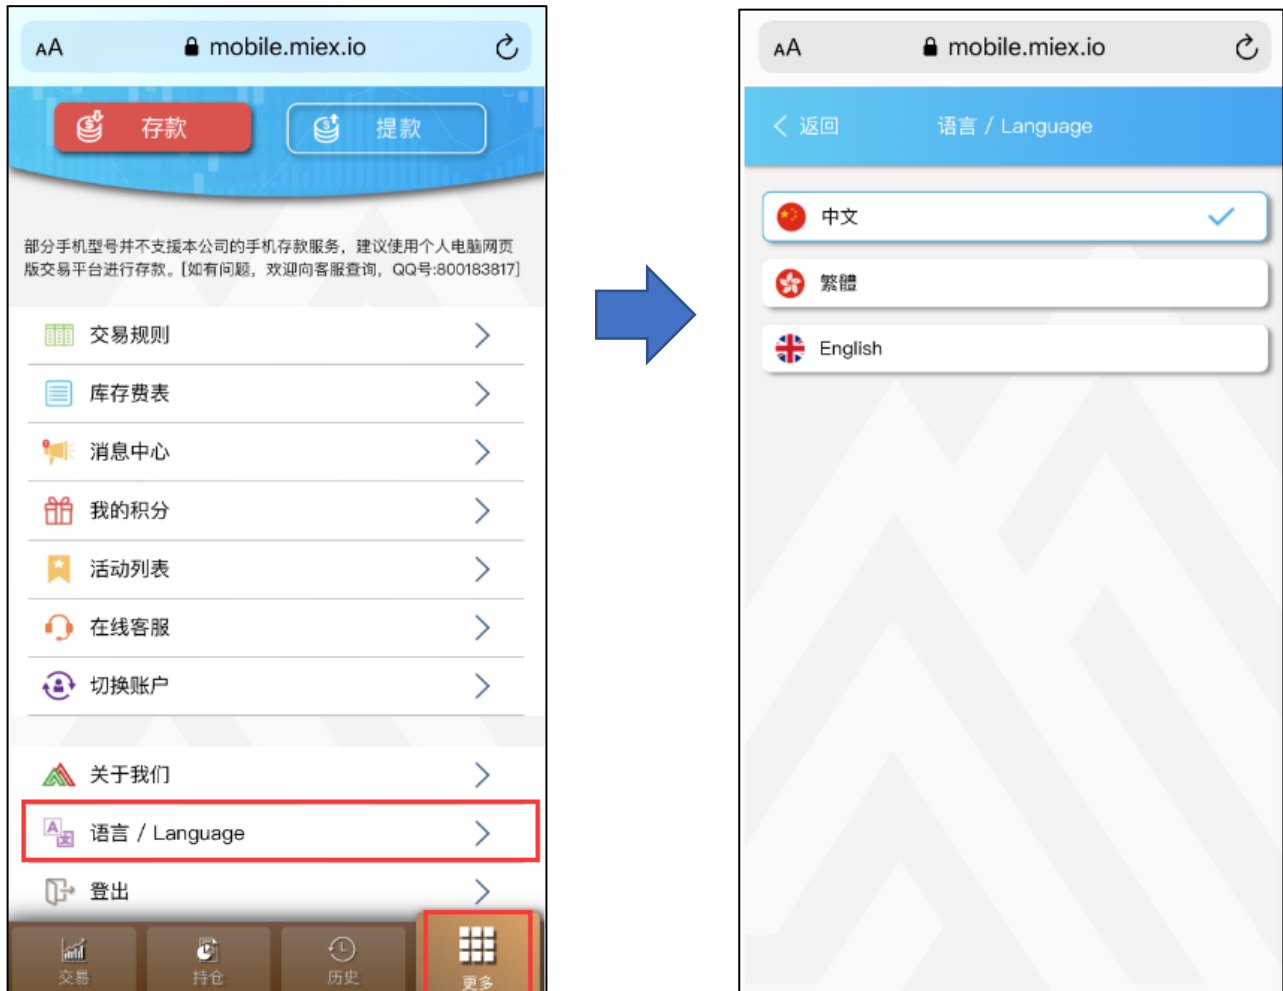 AA mobile.miex.io
存款 提款
部分手机型号并不支援本公司的手机存款服务，建议使用个人电脑网页
版交易平台进行存款。[如有问题，欢迎向客服查询，QQ号:800183817]
交易规则
库存费表
消息中心
我的积分
活动列表
在线客服
切换账户
关于我们
语言 / Language
登出
交易 持仓 历史 更多
AA mobile.miex.io
返回 语言 / Language
中文
繁體
English